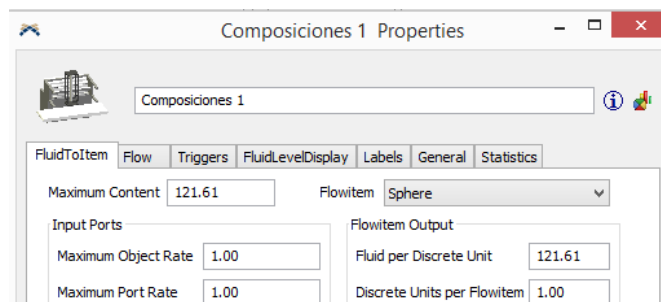 Composiciones 1 Properties
Composiciones 1
FluidToItem Flow Triggers FluidLevelDisplay Labels General Statistics
Maximum Content 121.61 Flowitem Sphere
Input Ports Flowitem Output
Maximum Object Rate 1.00 Fluid per Discrete Unit 121.61
Maximum Port Rate 1.00 Discrete Units per Flowitem 1.00